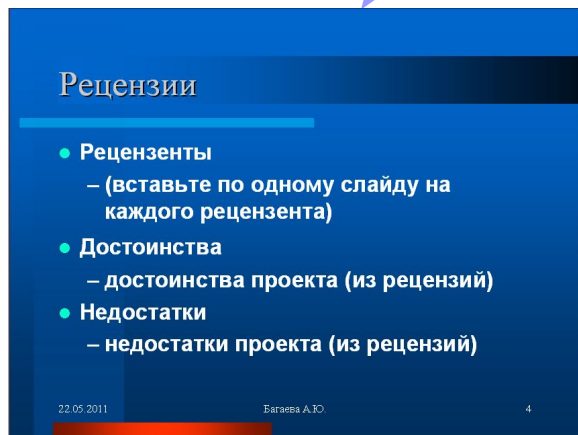 Рецензии
Рецензенты
– (вставьте по одному слайду на
каждого рецензента)
Достоинства
– достоинства проекта (из рецензий)
Недостатки
– недостатки проекта (из рецензий)
22.05.2011 Багаева А.Ю. 4